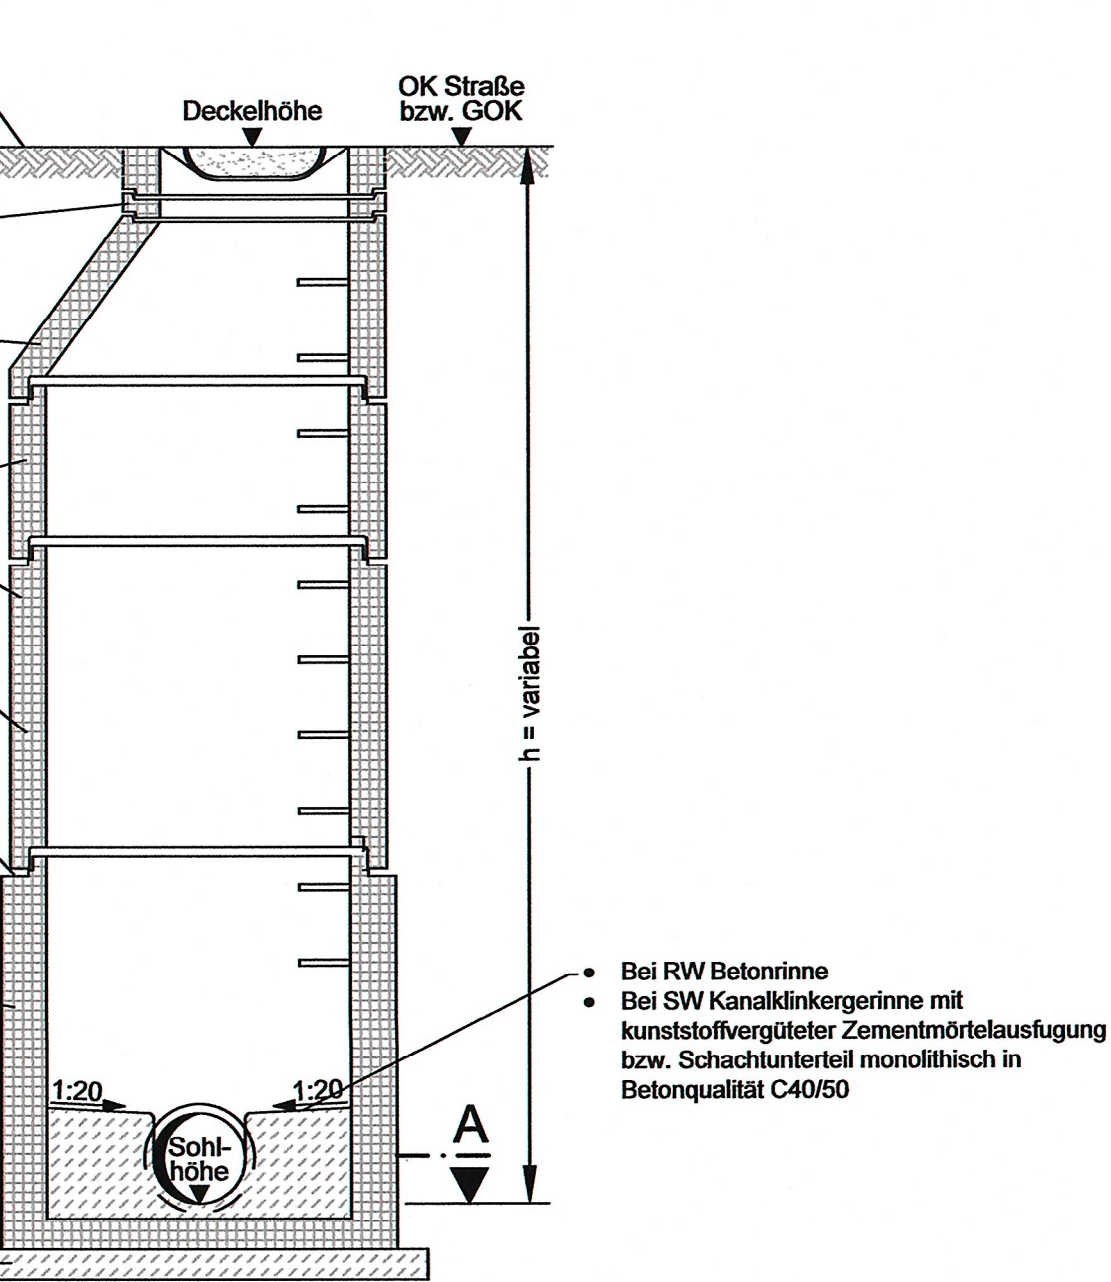 Deckelhöhe
OK Straße
bzw. GOK
h = variabel
• Bei RW Betonrinne
• Bei SW Kanalklinkergerinne mit
kunststoffvergüteter Zementmörtelausfugung
bzw. Schachtunterteil monolithisch in
Betonqualität C40/50
1:20
1:20
Sohl-
höhe
A